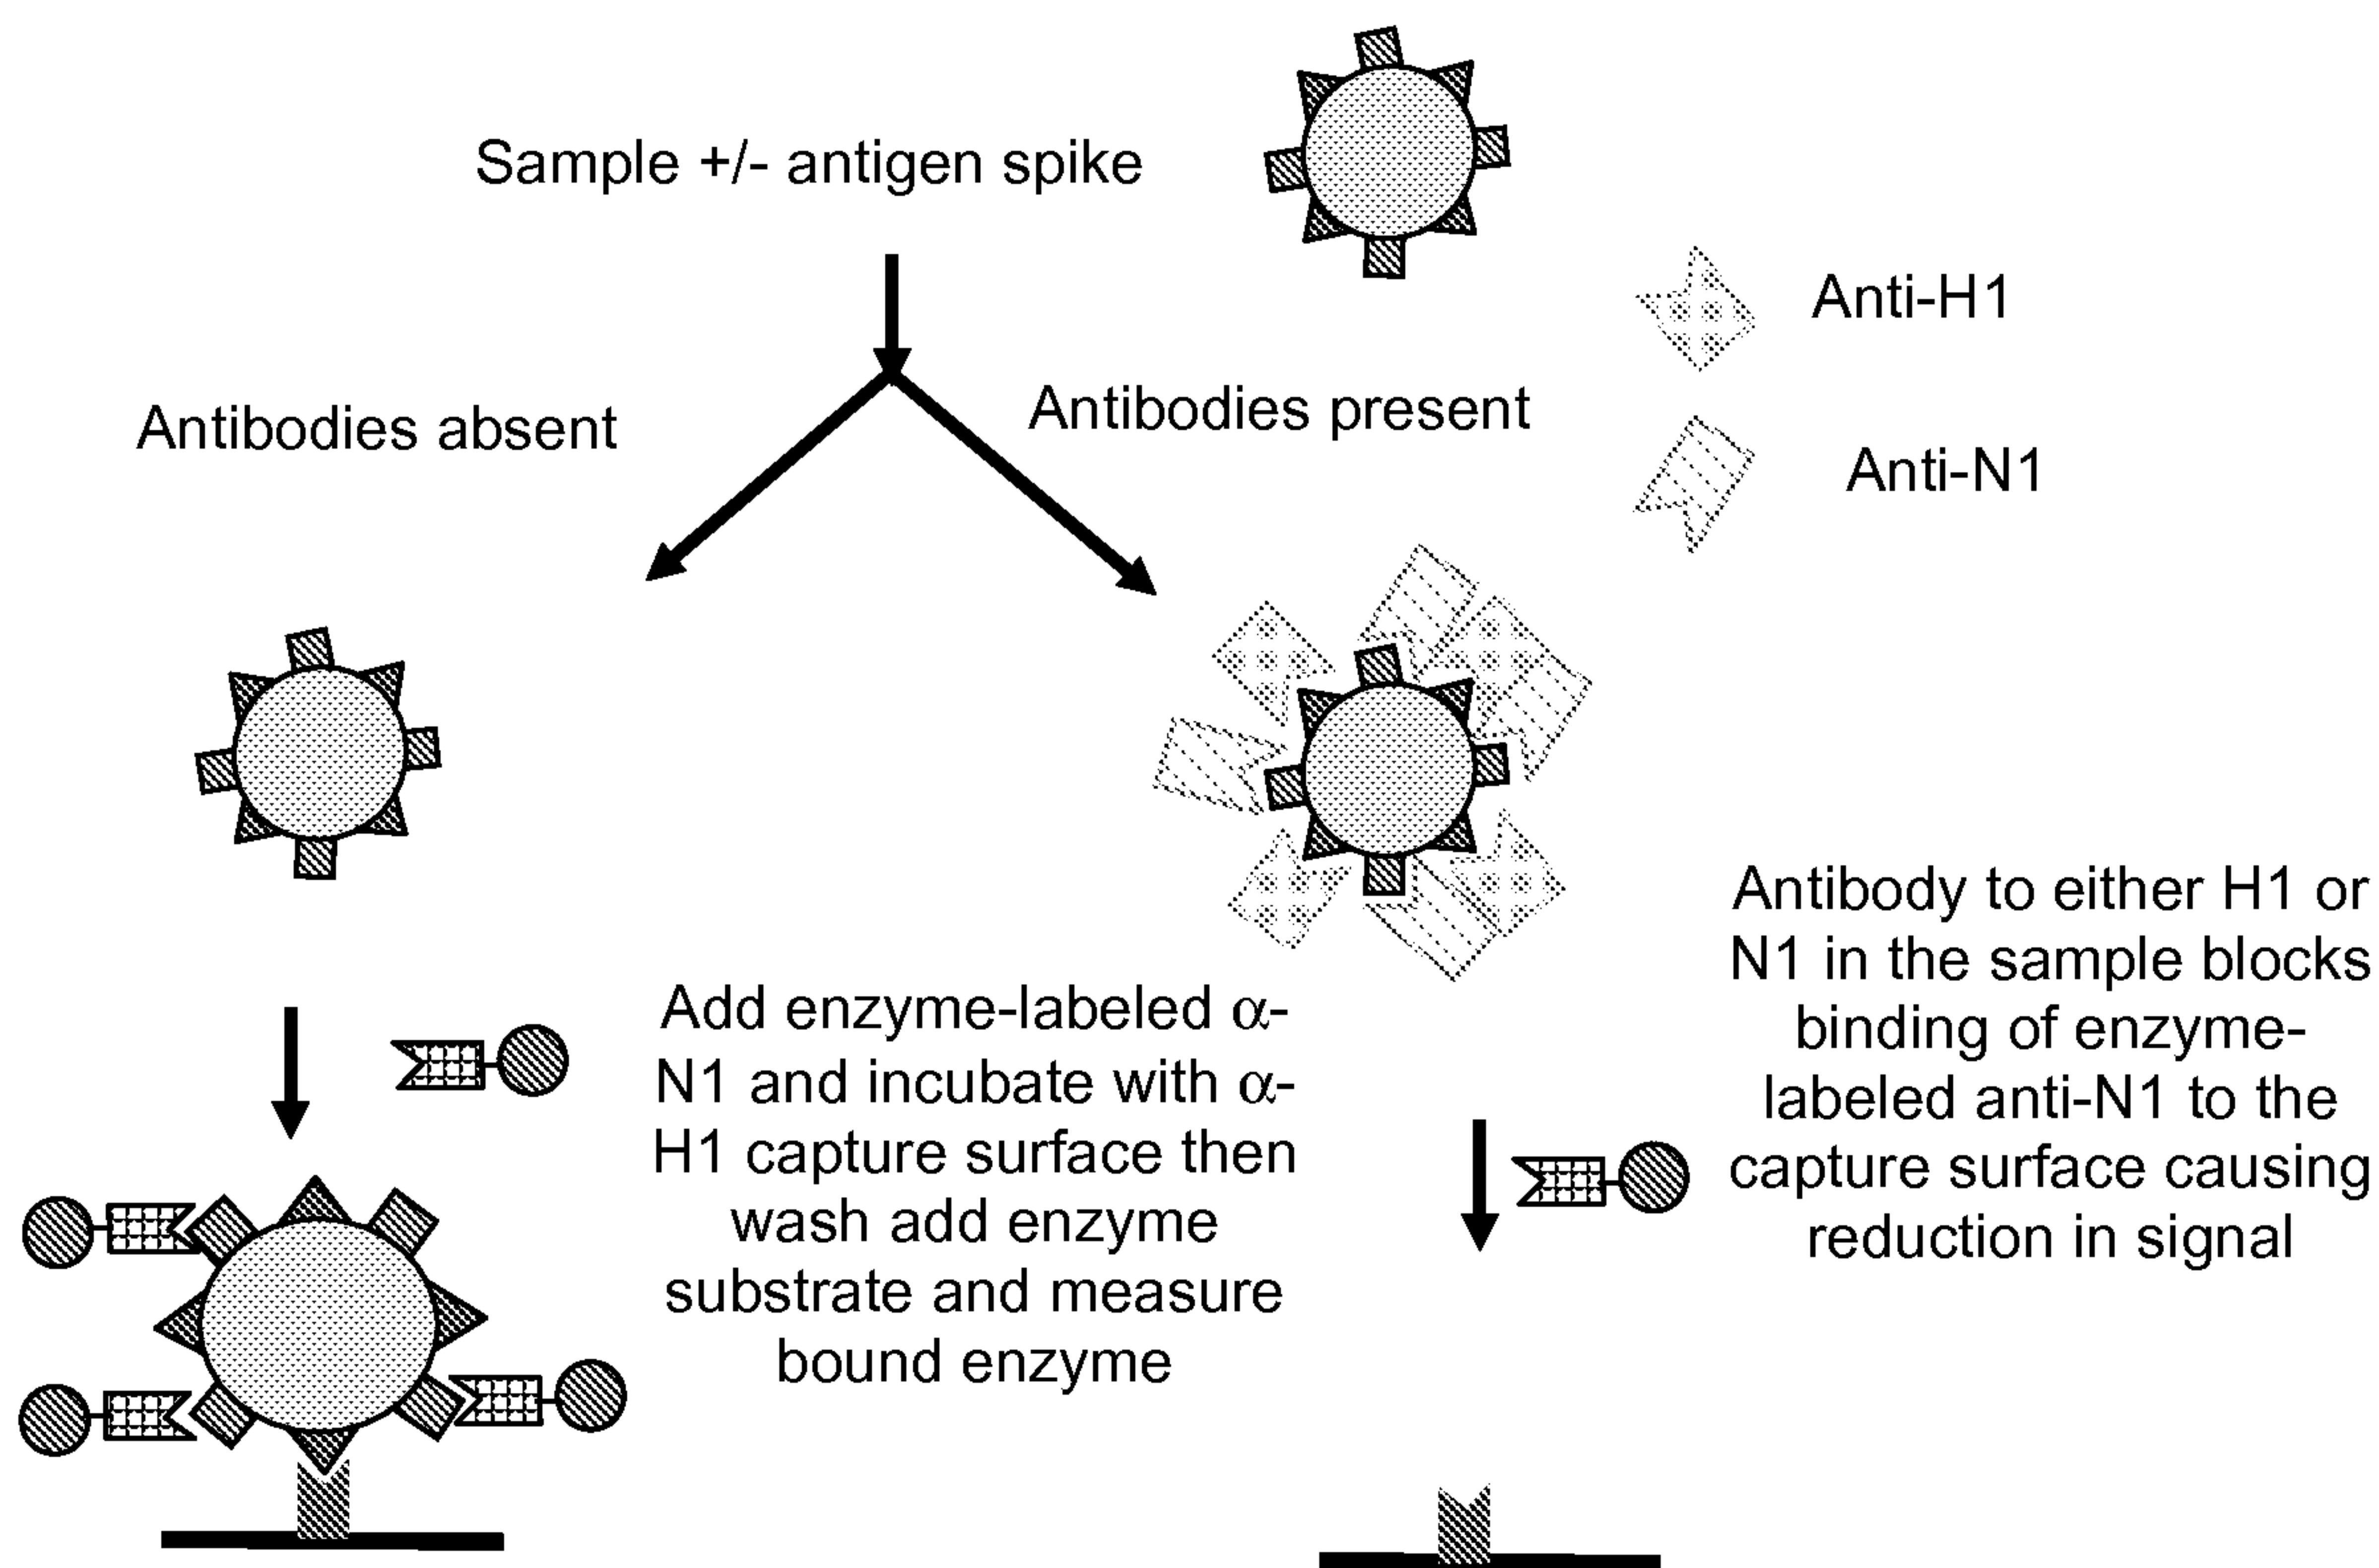 Sample +/- antigen spike
Anti-H1
Antibodies absent
Antibodies present
Anti-N1
Add enzyme-labeled α-
N1 and incubate with α-
H1 capture surface then
wash add enzyme
substrate and measure
bound enzyme
Antibody to either H1 or
N1 in the sample blocks
binding of enzyme-
labeled anti-N1 to the
capture surface causing
reduction in signal